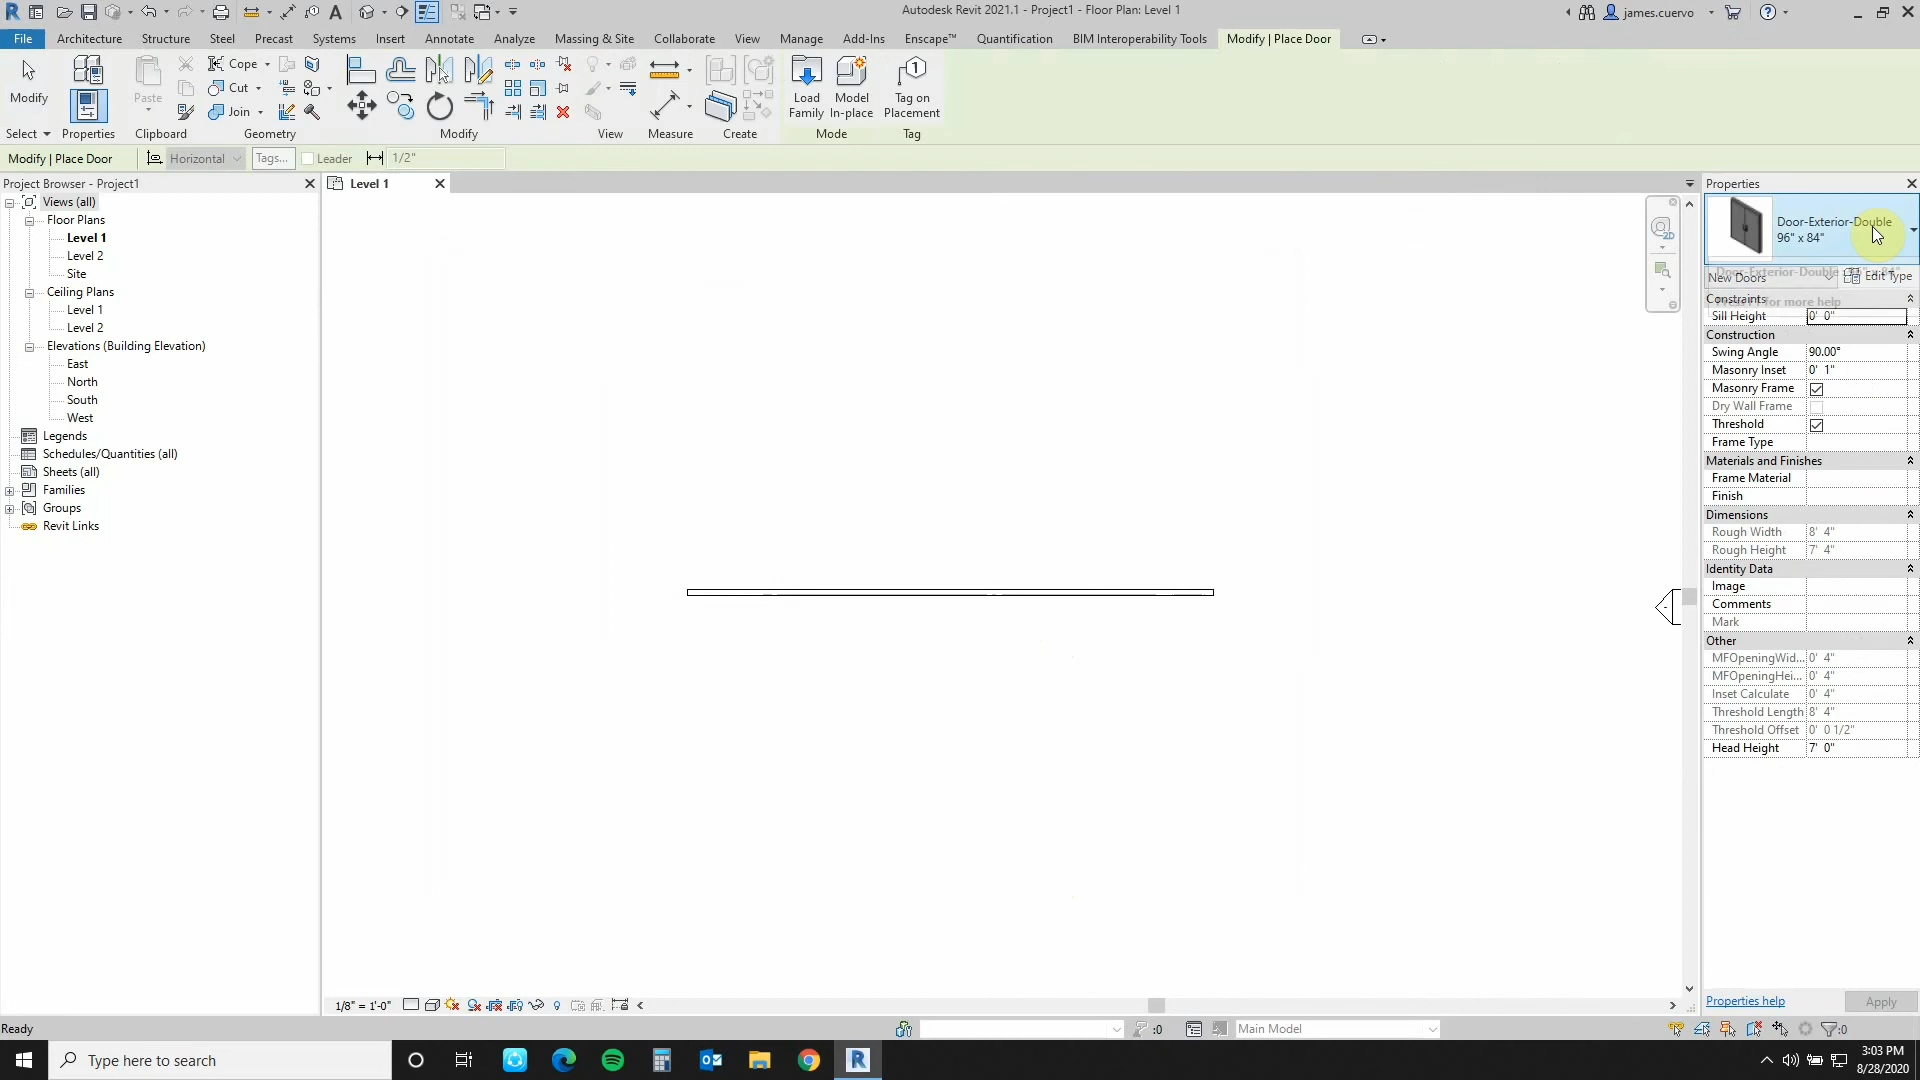 Autodesk Revit 2021.1 - Project1 - Floor Plan: Level 1
james.cuervo
File Architecture Structure Steel Precast Systems Insert Annotate Analyze Massing & Site Collaborate View Manage Add-Ins Enscape™ Quantification BIM Interoperability Tools Modify | Place Door
Modify
Paste
Cope
Cut
Join
Load Family
Model In-place
Tag on Placement
Select Properties Clipboard Geometry Modify View Measure Create Mode Tag
Modify | Place Door Horizontal Tags... Leader 1/2"
Project Browser - Project1
Level 1
Properties
Views (all)
Floor Plans
Level 1
Level 2
Site
Ceiling Plans
Level 1
Level 2
Elevations (Building Elevation)
East
North
South
West
Legends
Schedules/Quantities (all)
Sheets (all)
Families
Groups
Revit Links
2D
Door-Exterior-Double
96" x 84"
New Doors Edit Type
Door-Exterior-Double
for more help
Constraints
Sill Height 0' 0"
Construction
Swing Angle 90.00°
Masonry Inset 0' 1"
Masonry Frame
Dry Wall Frame
Threshold
Frame Type
Materials and Finishes
Frame Material
Finish
Dimensions
Rough Width 8' 4"
Rough Height 7' 4"
Identity Data
Image
Comments
Mark
Other
MFOpeningWid... 0' 4"
MFOpeningHei... 0' 4"
Inset Calculate 0' 4"
Threshold Length 8' 4"
Threshold Offset 0' 0 1/2"
Head Height 7' 0"
Properties help Apply
1/8" = 1'-0"
Ready
:0
Main Model
:0
Type here to search
3:03 PM
8/28/2020